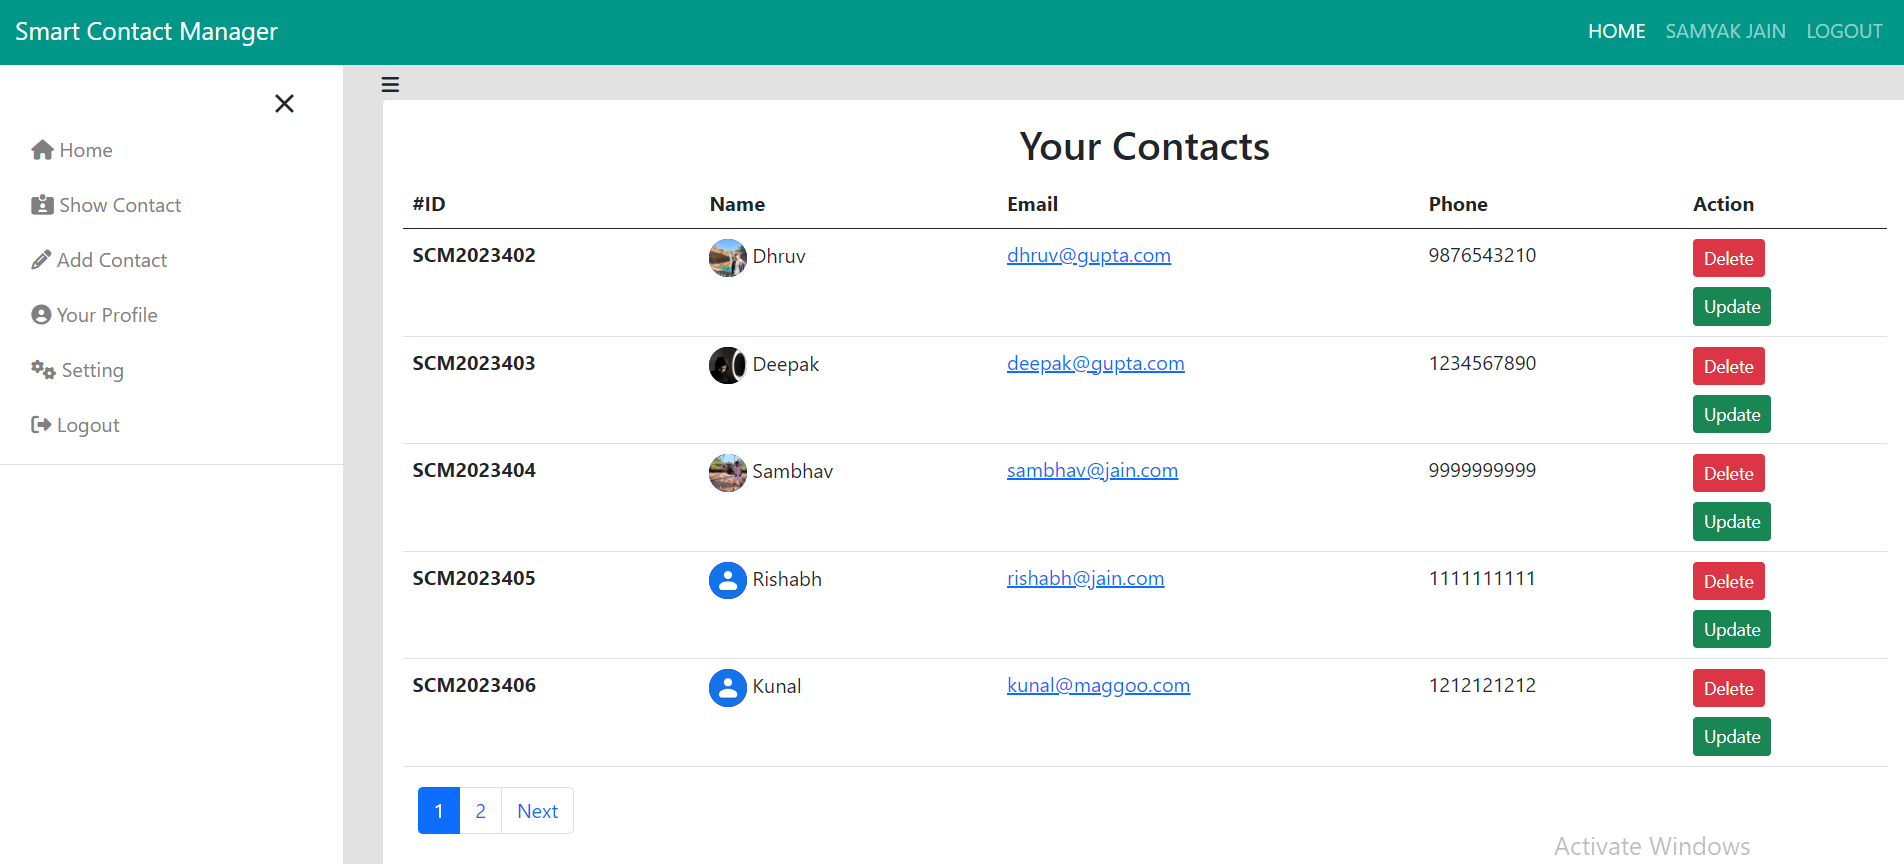 Smart Contact Manager HOME SAMYAK JAIN LOGOUT
Home
Show Contact
Add Contact
Your Profile
Setting
Logout
Your Contacts
#ID Name Email Phone Action
SCM2023402 Dhruv dhruv@gupta.com 9876543210 Delete
Update
SCM2023403 Deepak deepak@gupta.com 1234567890 Delete
Update
SCM2023404 Sambhav sambhav@jain.com 9999999999 Delete
Update
SCM2023405 Rishabh rishabh@jain.com 1111111111 Delete
Update
SCM2023406 Kunal kunal@maggoo.com 1212121212 Delete
Update
1 2 Next
Activate Windows